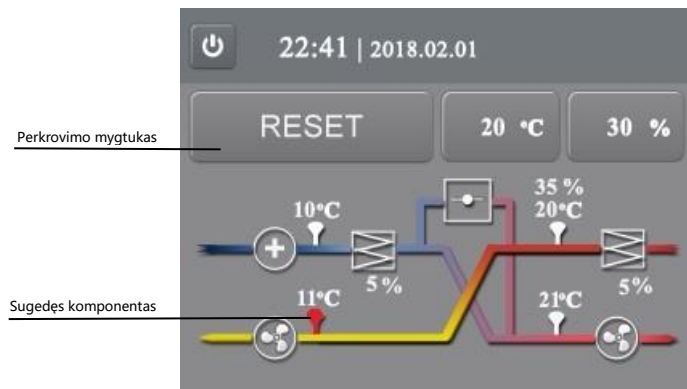 22:41 | 2018.02.01
Perkrovimo mygtukas
RESET
20 °C
30 %
35 %
10°C
20°C
5%
5%
Sugedęs komponentas
11°C
21°C